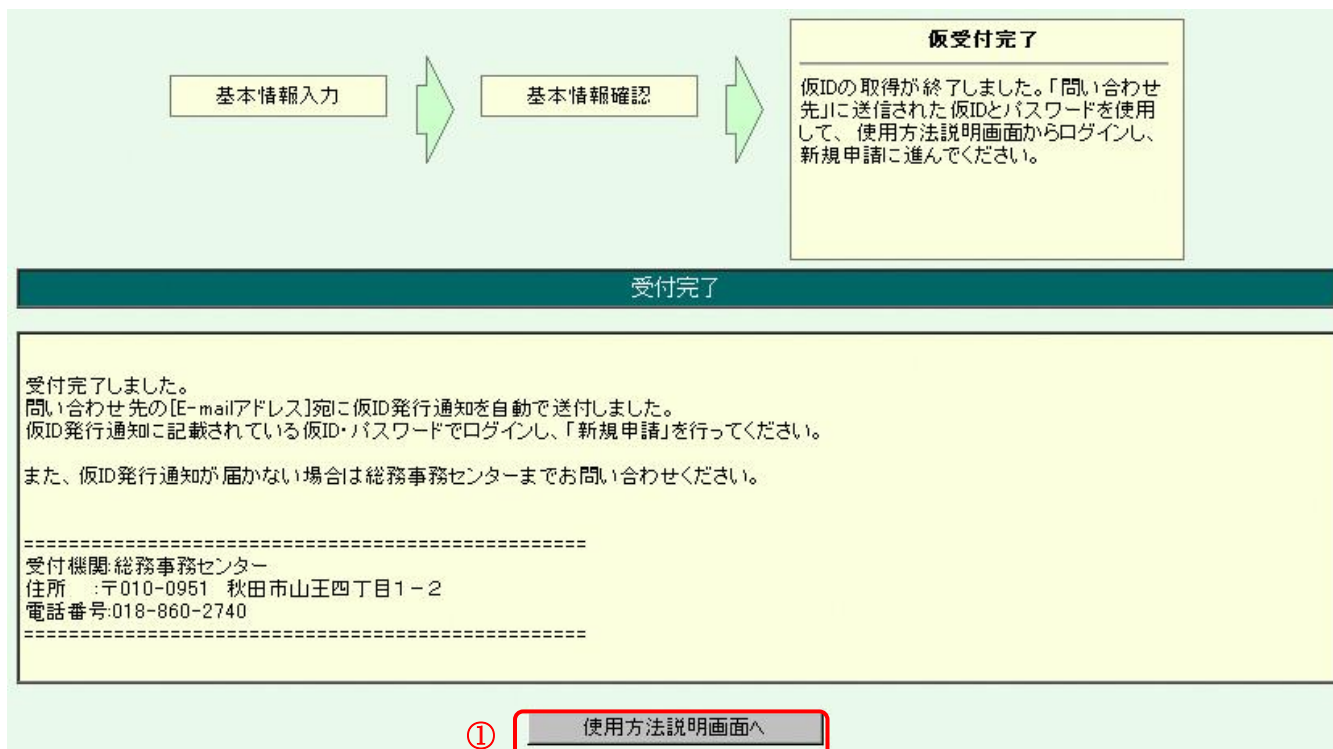 基本情報入力
基本情報確認
仮受付完了
仮IDの取得が終了しました。「問い合わせ
先」に送信された仮IDとパスワードを使用
して、使用方法説明画面からログインし、
新規申請に進んでください。
受付完了
受付完了しました。
問い合わせ先の[E-mailアドレス]宛に仮ID発行通知を自動で送付しました。
仮ID発行通知に記載されている仮ID・パスワードでログインし、「新規申請」を行ってください。
また、仮ID発行通知が届かない場合は総務事務センターまでお問い合わせください。
==================================================
受付機関:総務事務センター
住所　:〒010-0951　秋田市山王四丁目1－2
電話番号:018-860-2740
==================================================
① 使用方法説明画面へ